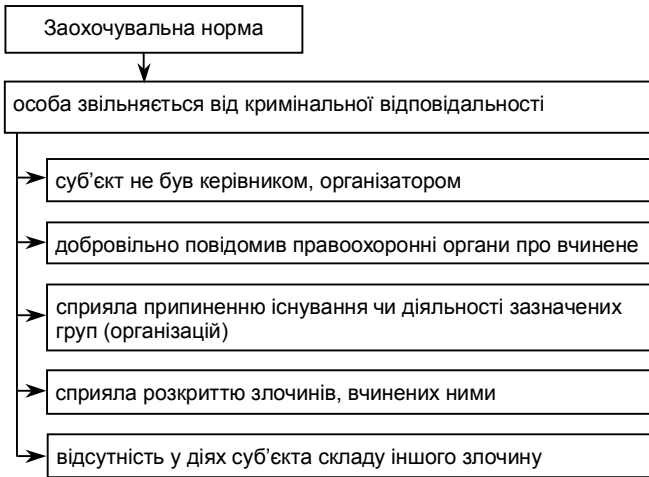 Заохочувальна норма
особа звільняється від кримінальної відповідальності
суб’єкт не був керівником, організатором
добровільно повідомив правоохоронні органи про вчинене
сприяла припиненню існування чи діяльності зазначених
груп (організацій)
сприяла розкриттю злочинів, вчинених ними
відсутність у діях суб’єкта складу іншого злочину